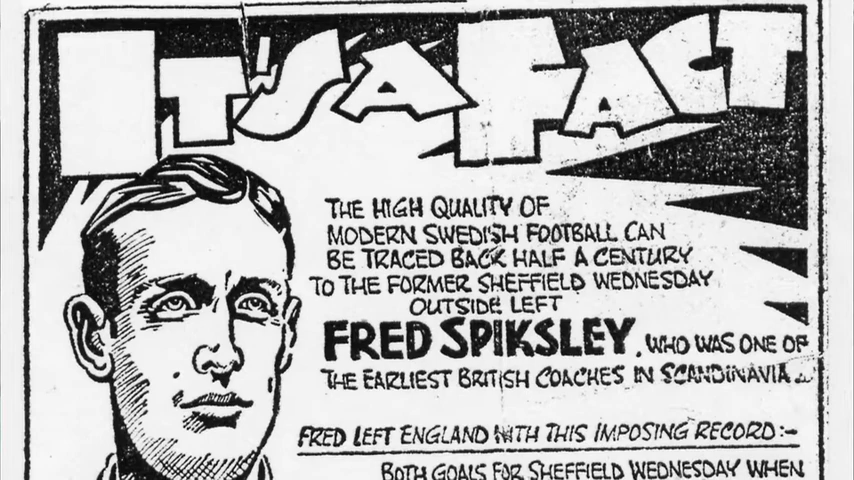 IT'S A FACT
THE HIGH QUALITY OF
MODERN SWEDISH FOOTBALL CAN
BE TRACED BACK HALF A CENTURY
TO THE FORMER SHEFFIELD WEDNESDAY
OUTSIDE LEFT
FRED SPIKSLEY, WHO WAS ONE OF
THE EARLIEST BRITISH COACHES IN SCANDINAVIA..
FRED LEFT ENGLAND WITH THIS IMPOSING RECORD:-
BOTH GOALS FOR SHEFFIELD WEDNESDAY WHEN